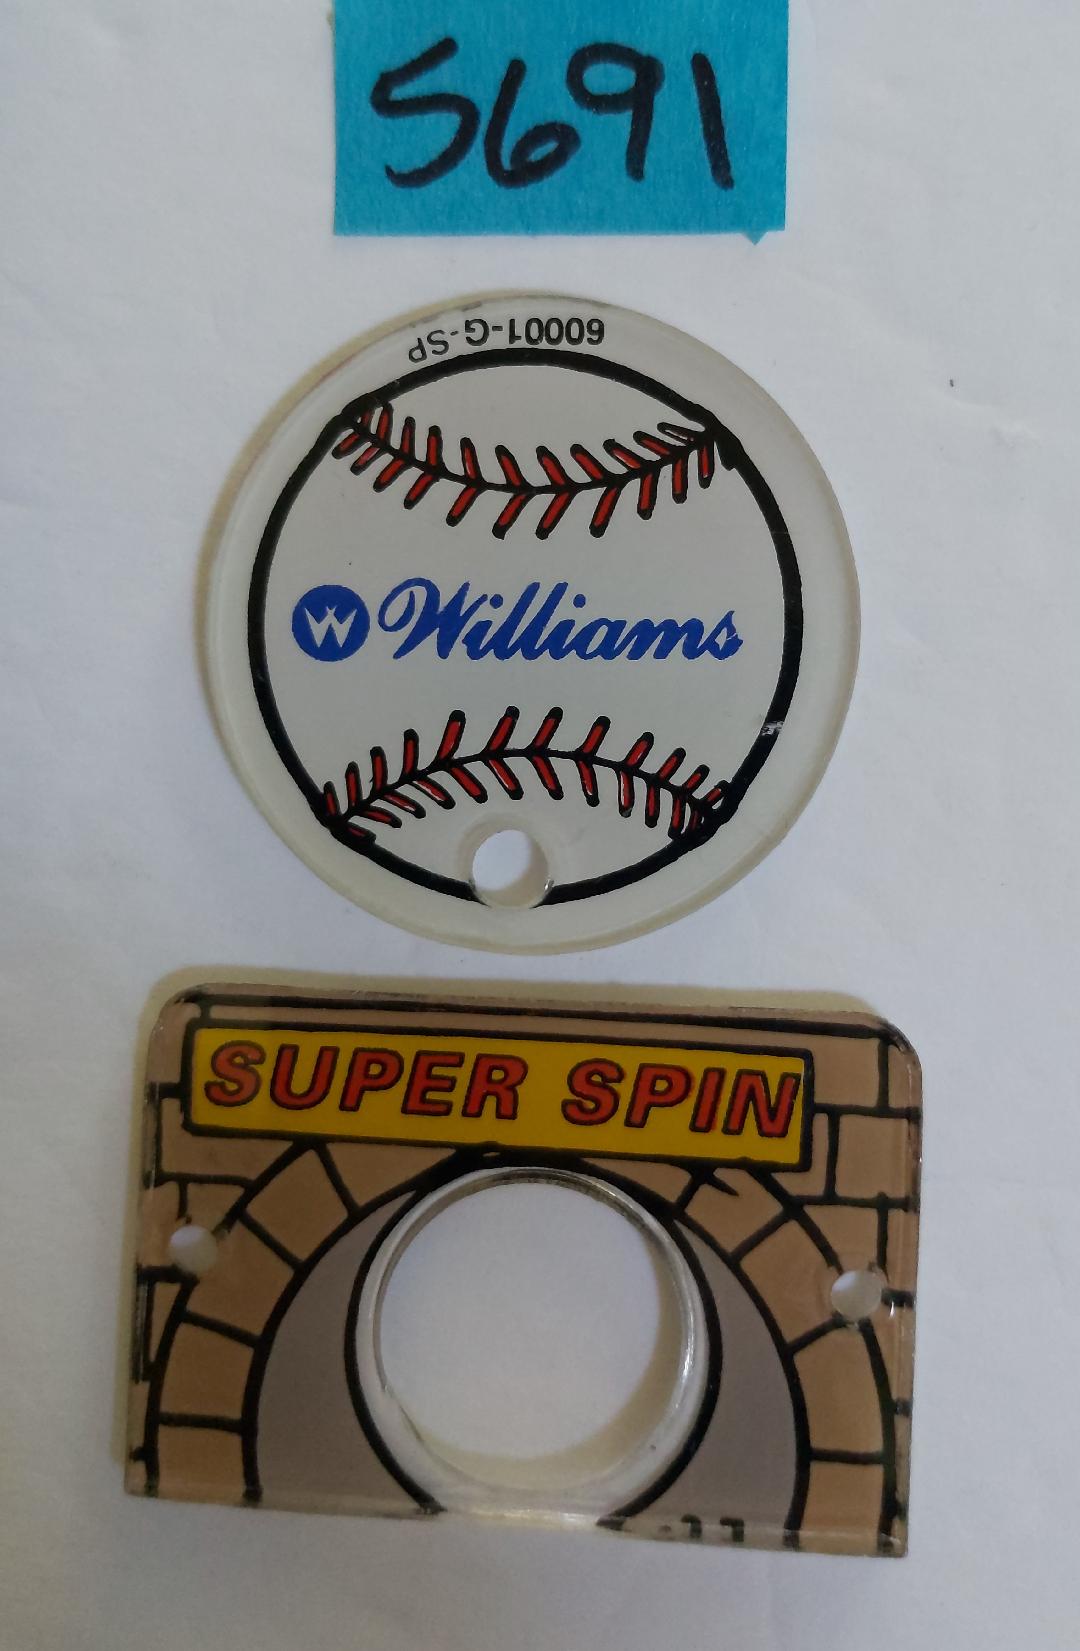 5691
60001-G-SP
W Williams
SUPER SPIN